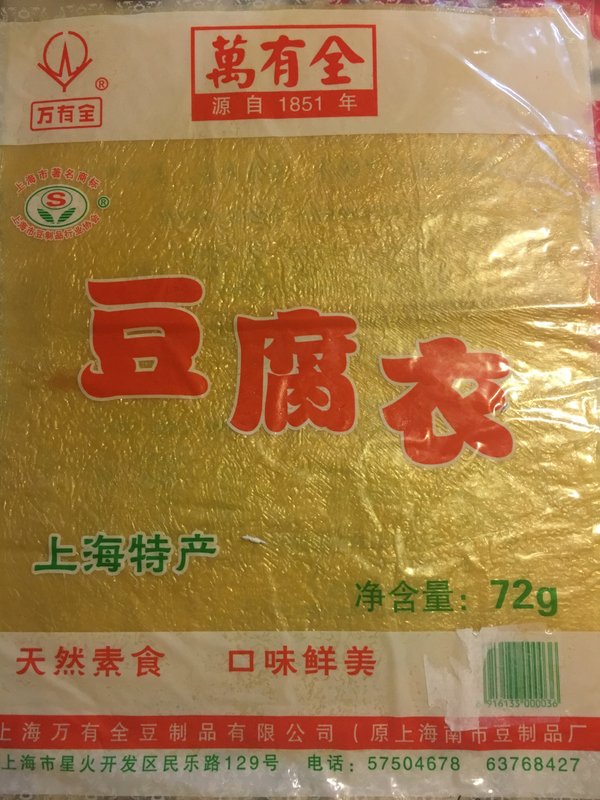 萬有全
源自1851年
®
万有全
上海市著名商标
S
®
上海市豆制品行业协会
豆腐衣
上海特产
净含量：72g
天然素食 口味鲜美
916133 000036
上海万有全豆制品有限公司（原上海南市豆制品厂
上海市星火开发区民乐路129号 电话：57504678 63768427